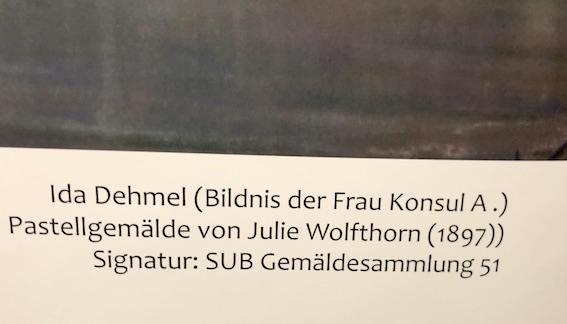 Ida Dehmel (Bildnis der Frau Konsul A.)
Pastellgemälde von Julie Wolfthorn (1897))
Signatur: SUB Gemäldesammlung 51